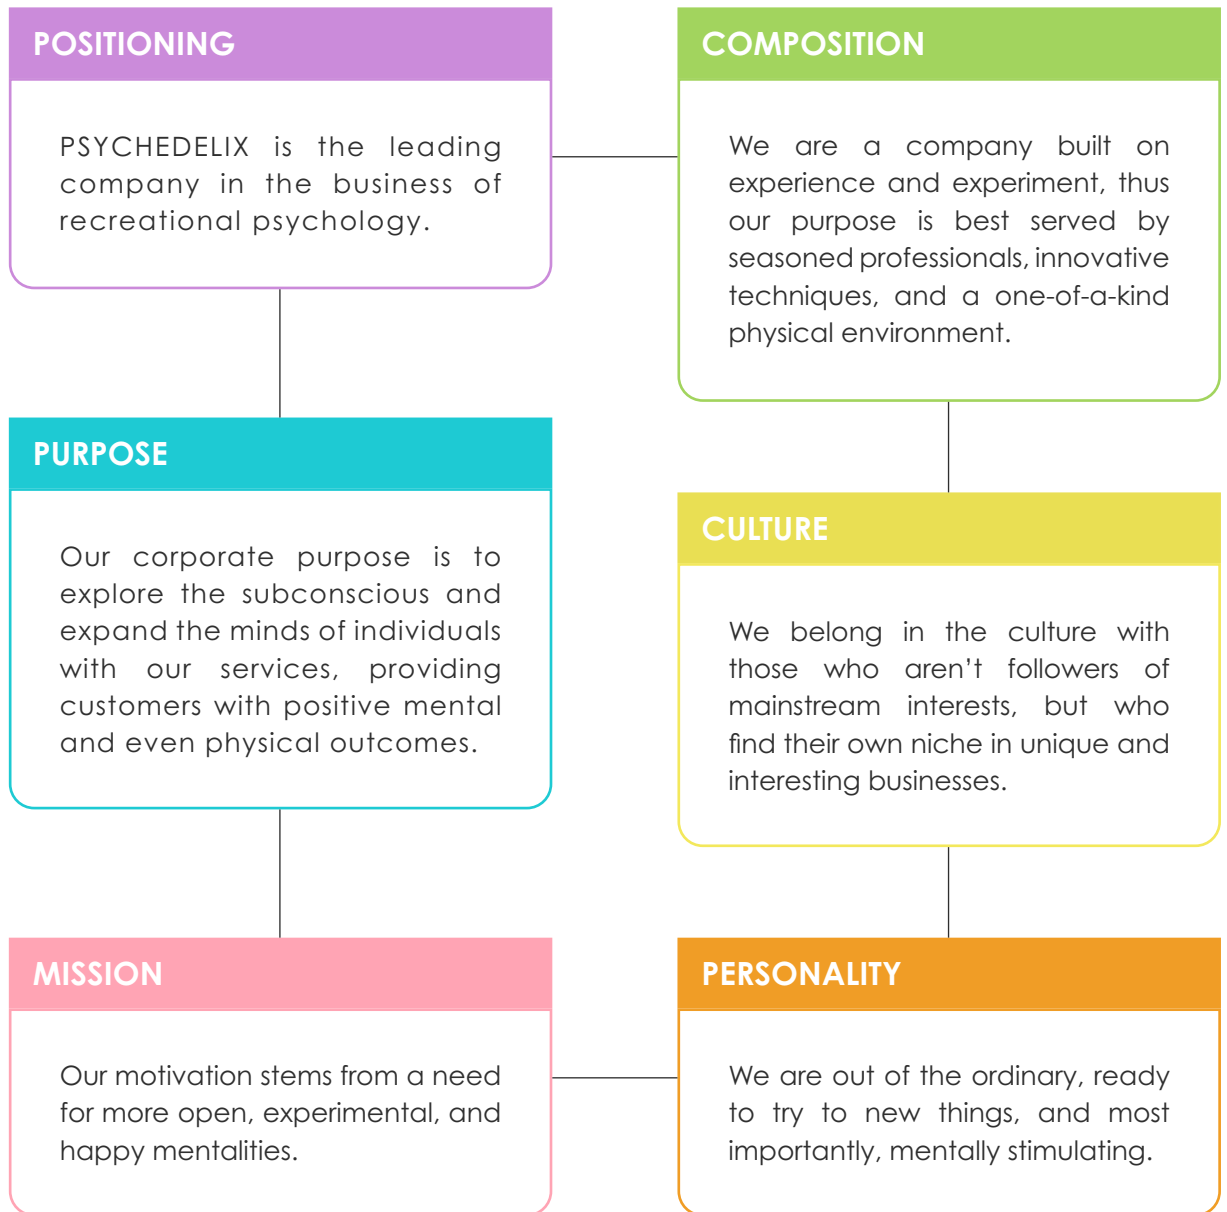 POSITIONING
PSYCHEDELIX is the leading
company in the business of
recreational psychology.
COMPOSITION
We are a company built on
experience and experiment, thus
our purpose is best served by
seasoned professionals, innovative
techniques, and a one-of-a-kind
physical environment.
PURPOSE
Our corporate purpose is to
explore the subconscious and
expand the minds of individuals
with our services, providing
customers with positive mental
and even physical outcomes.
CULTURE
We belong in the culture with
those who aren’t followers of
mainstream interests, but who
find their own niche in unique and
interesting businesses.
MISSION
Our motivation stems from a need
for more open, experimental, and
happy mentalities.
PERSONALITY
We are out of the ordinary, ready
to try to new things, and most
importantly, mentally stimulating.